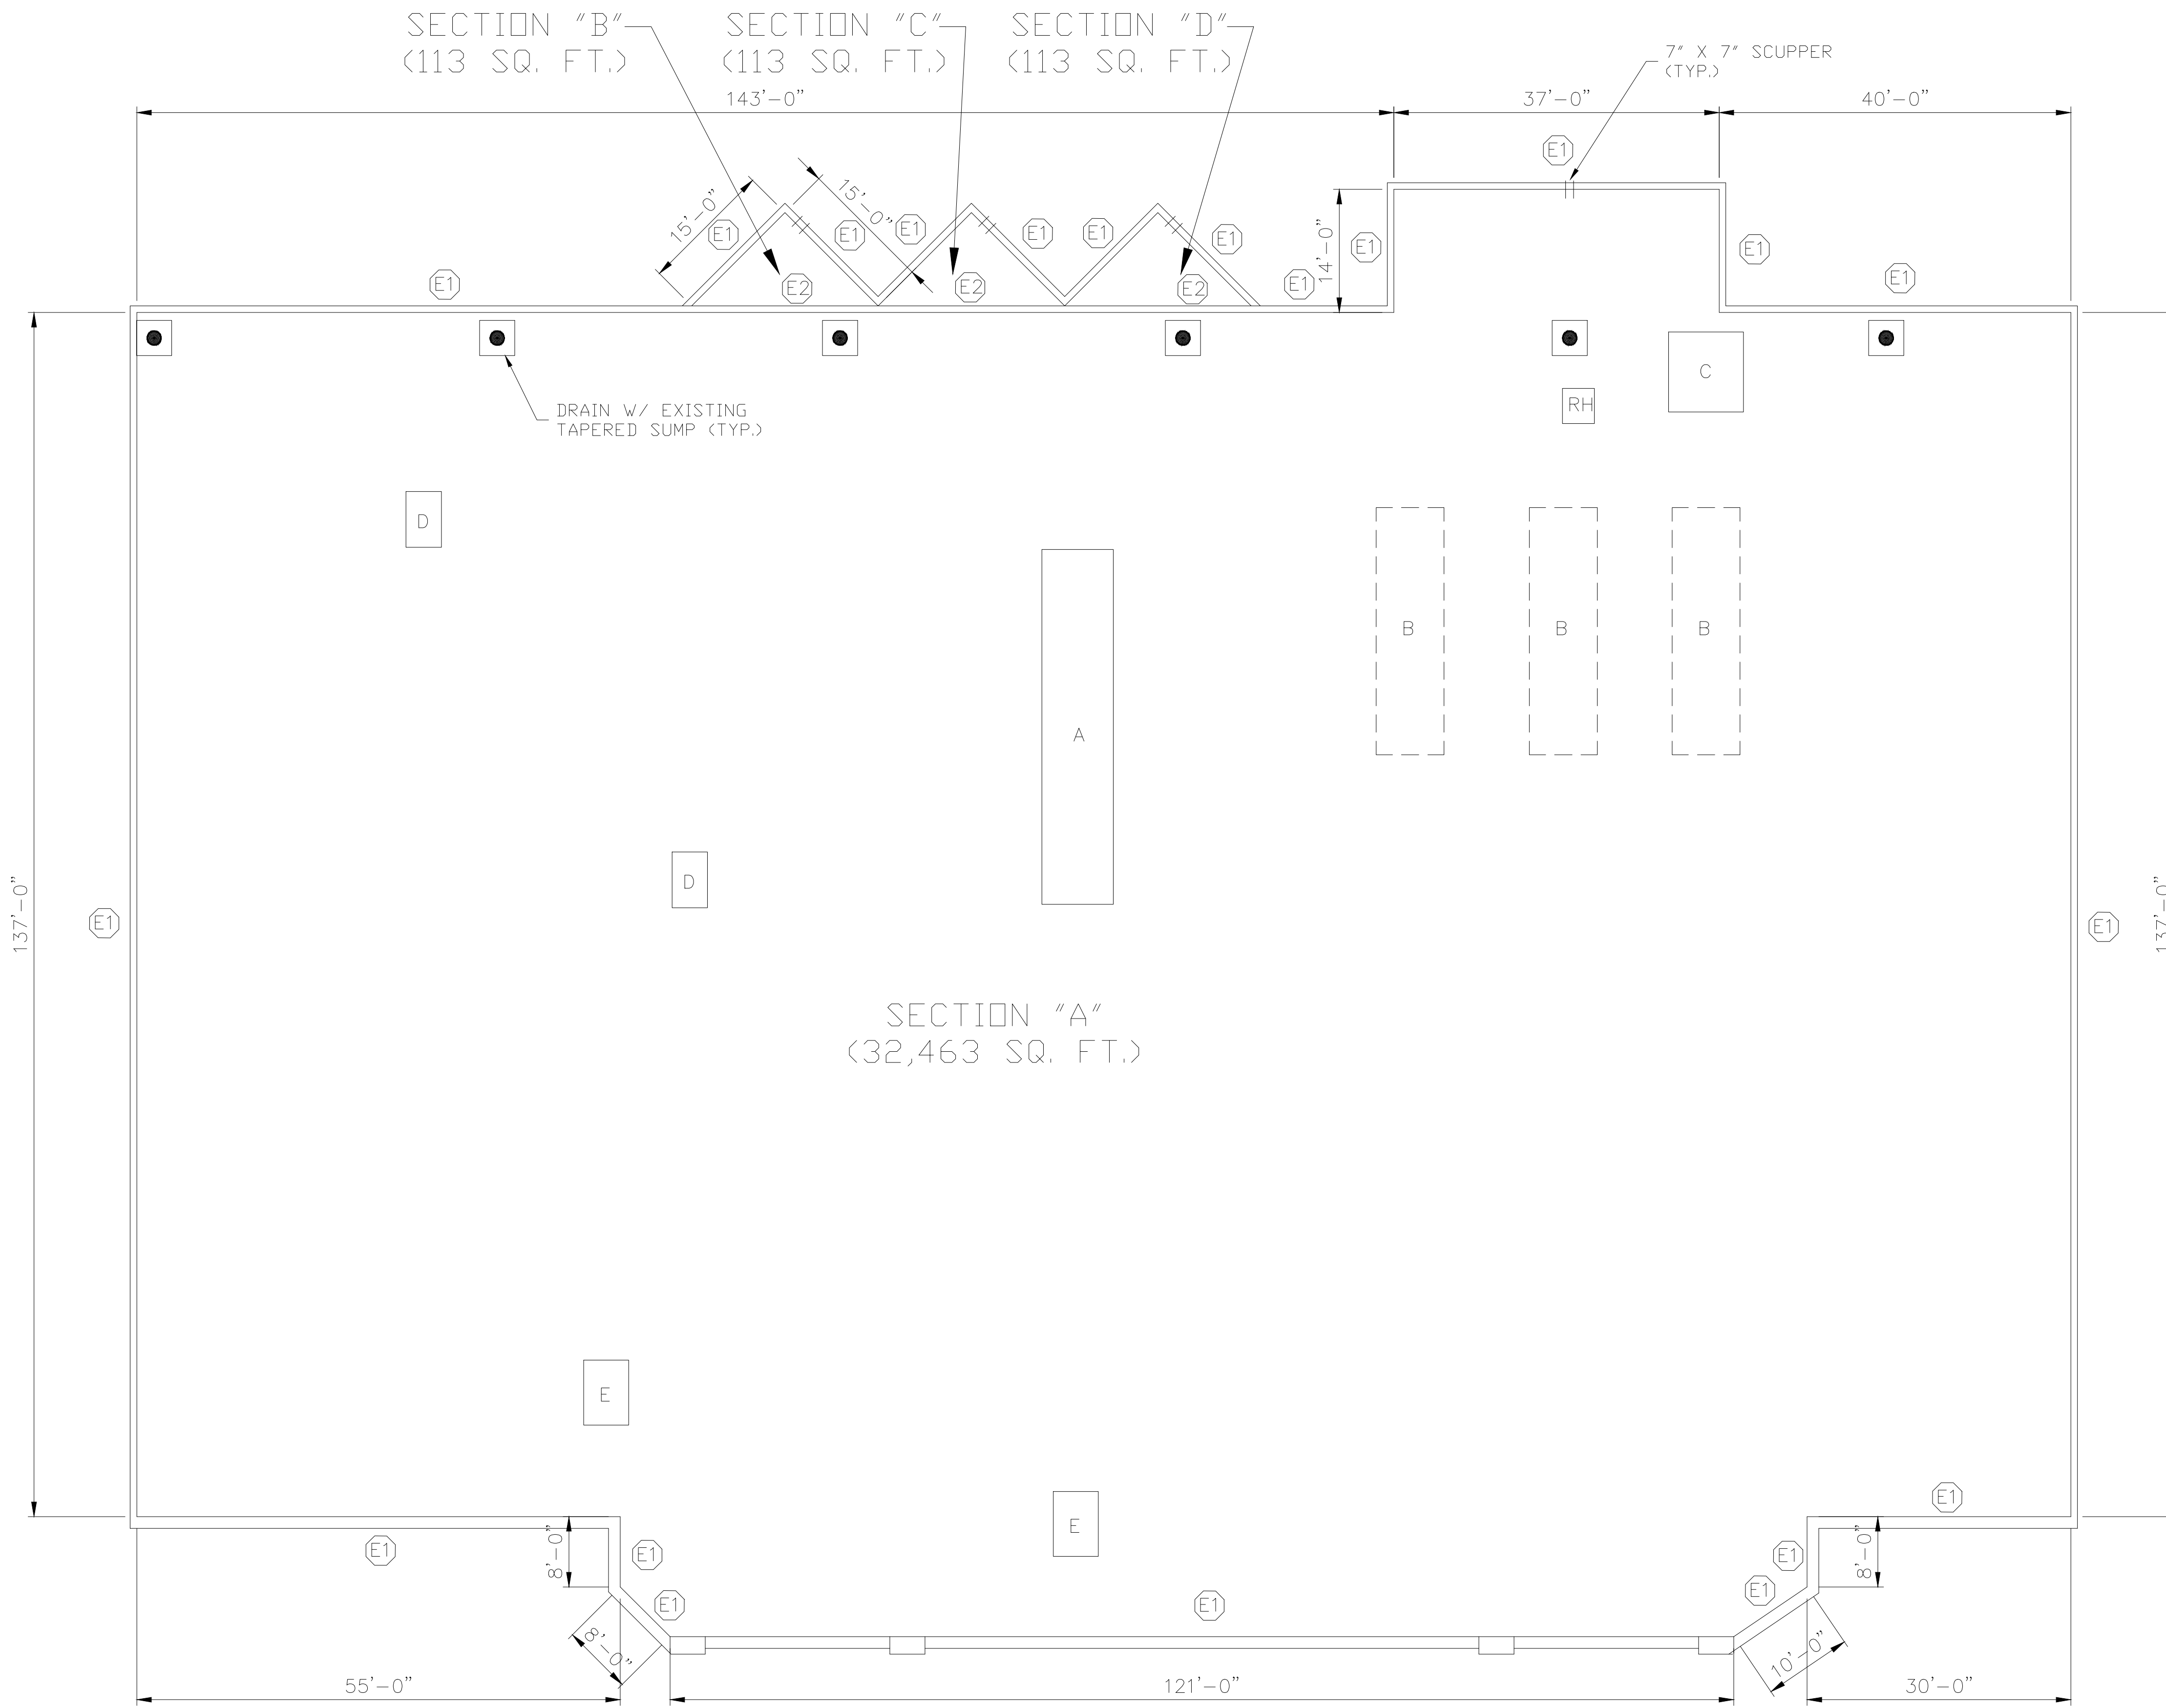 SECTION "B"
(113 SQ. FT.)
SECTION "C"
(113 SQ. FT.)
SECTION "D"
(113 SQ. FT.)
7" X 7" SCUPPER
(TYP.)
143'-0"
37'-0"
40'-0"
E1
15'-0"
15'-0"
E1
E1
E1
E1
E1
E1
14'-0"
E1
E1
E1
E2
E2
E2
E1
E1
C
RH
DRAIN W/ EXISTING
TAPERED SUMP (TYP.)
D
B
B
B
A
D
137'-0"
E1
E1
137'-0"
SECTION "A"
(32,463 SQ. FT.)
E
E
E1
E1
8'-0"
E1
E1
8'-0"
E1
E1
E1
8'-0"
10'-0"
55'-0"
121'-0"
30'-0"